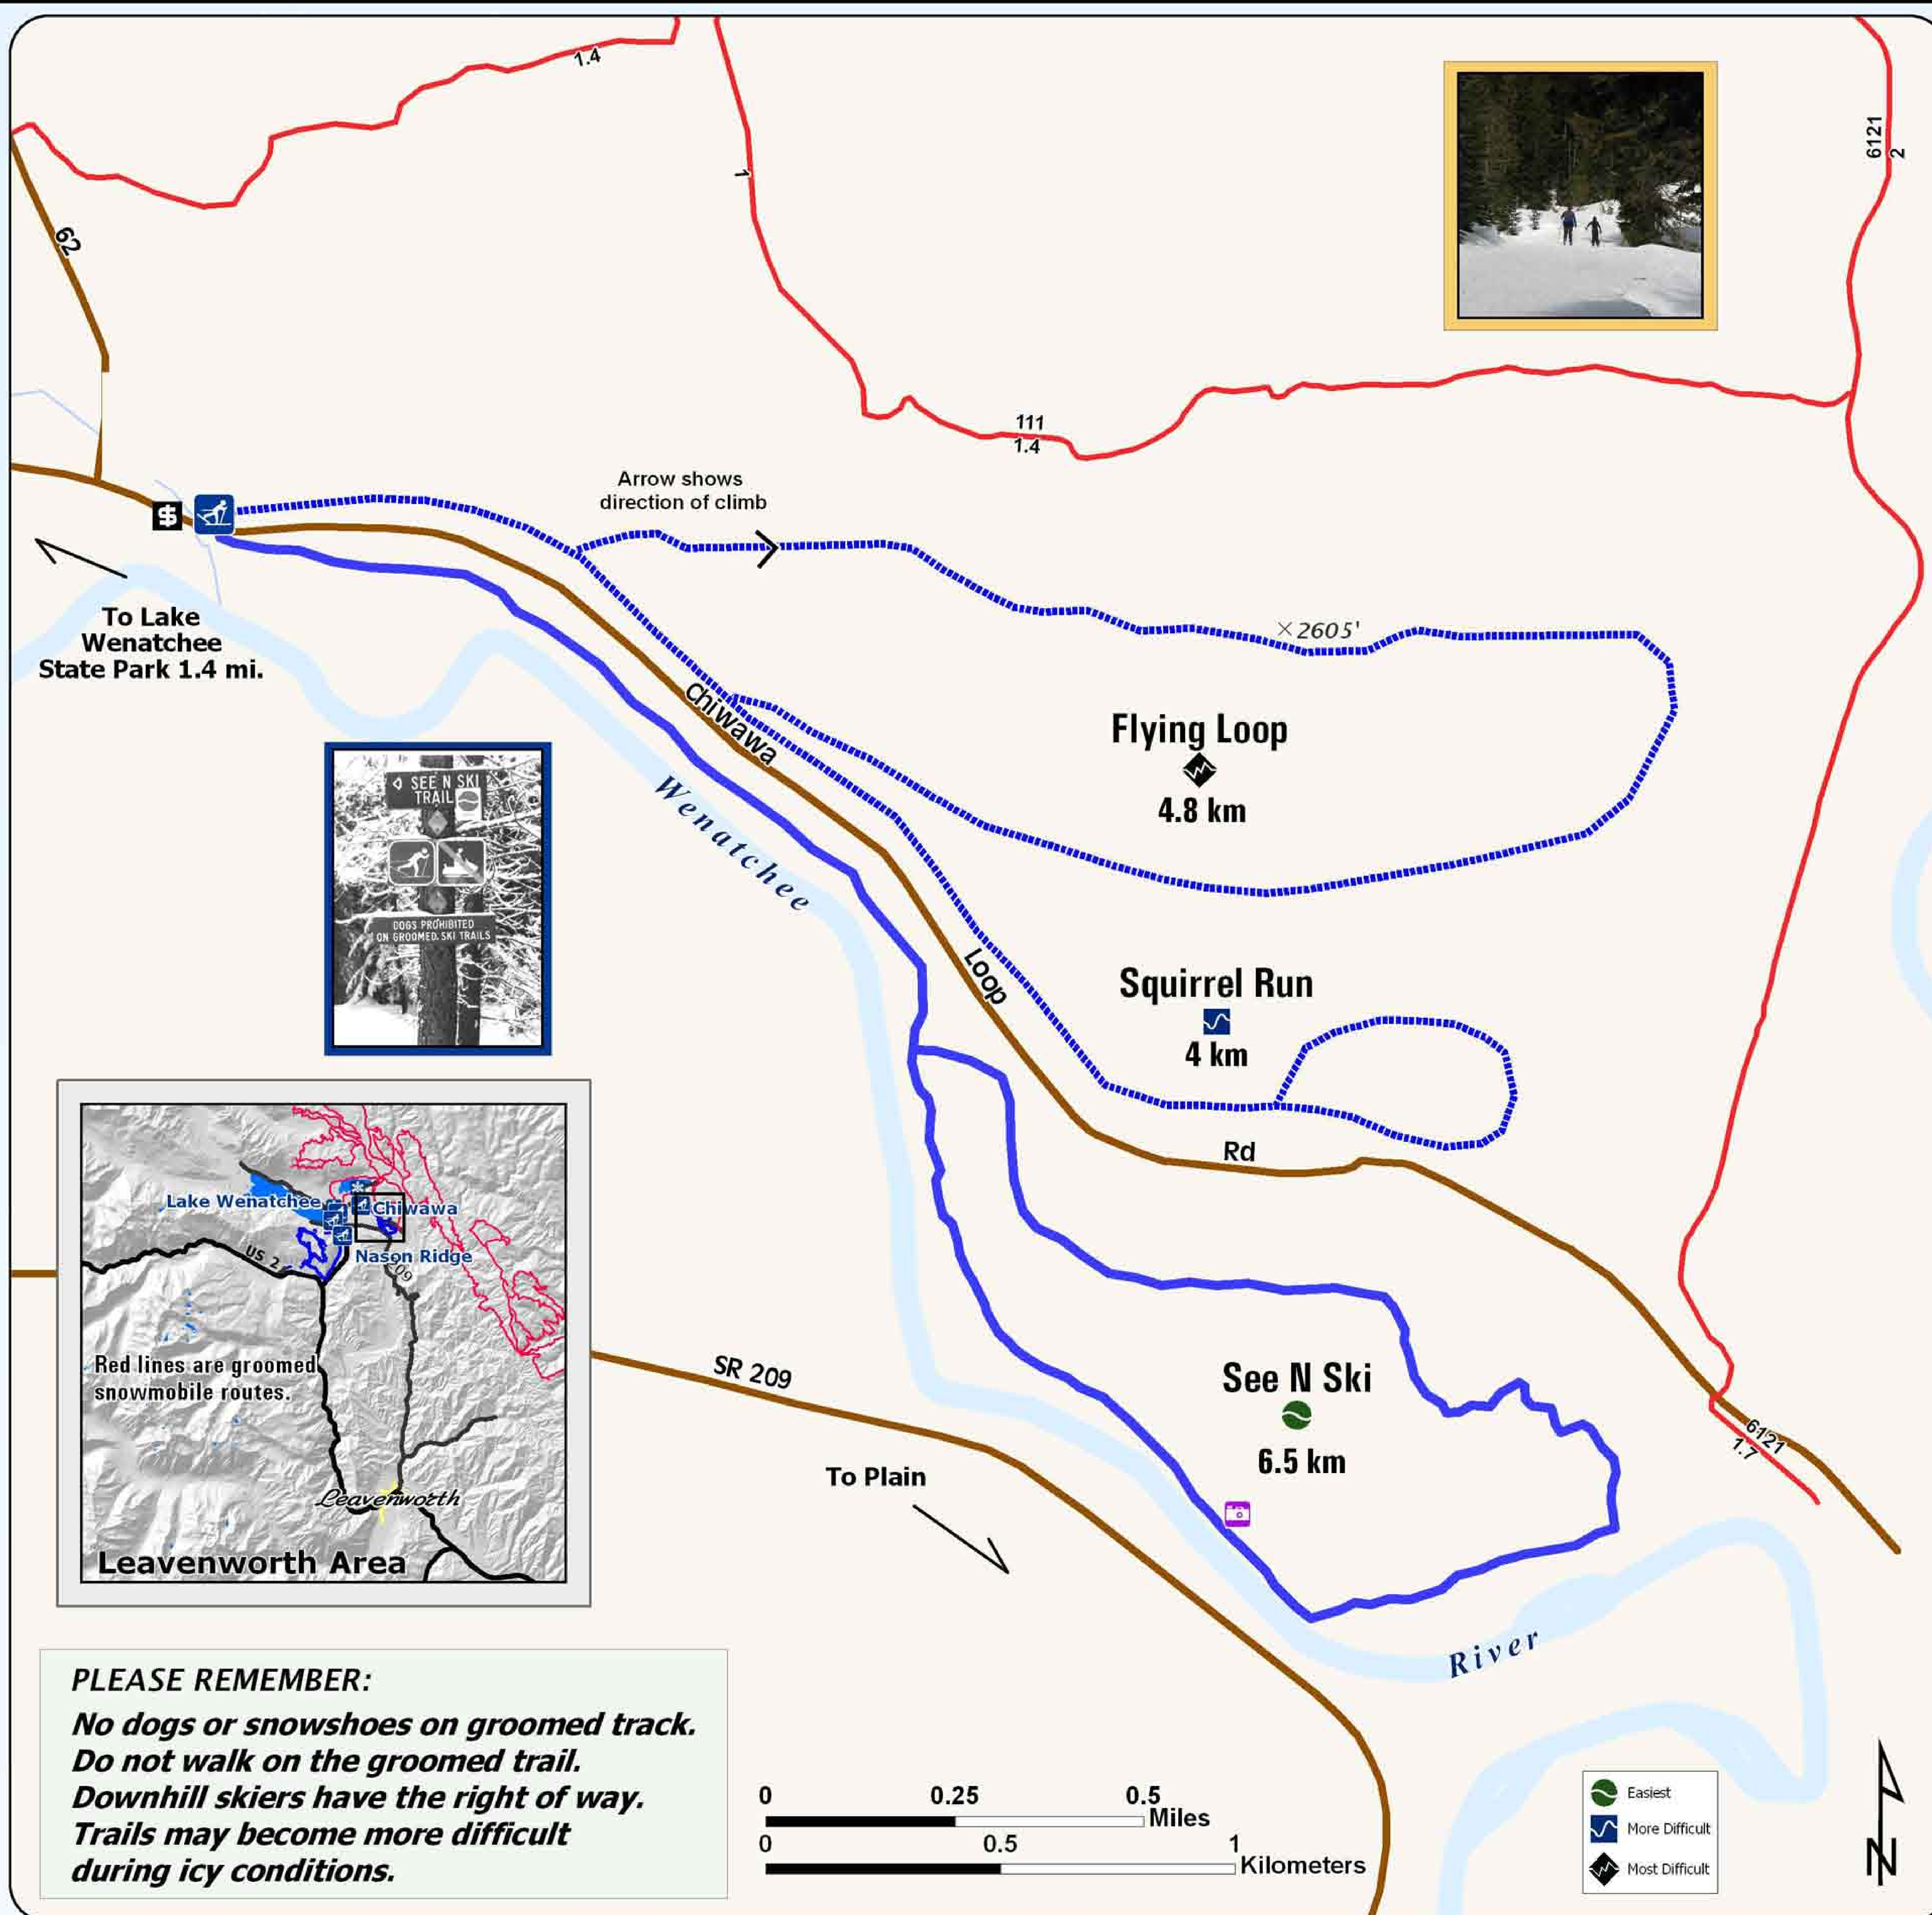 1.4
1
6121
2
62
111
1.4
Arrow shows
direction of climb
$
To Lake
Wenatchee
State Park 1.4 mi.
×2605'
Flying Loop
4.8 km
Chiwawa
Loop
Rd
Wenatchee
SEE N SKI
TRAIL
DOGS PROHIBITED
ON GROOMED SKI TRAILS
Squirrel Run
4 km
Lake Wenatchee
Chiwawa
Nason Ridge
US 2
209
Red lines are groomed
snowmobile routes.
Leavenworth
Leavenworth Area
SR 209
To Plain
See N Ski
6.5 km
6121
1.7
River
PLEASE REMEMBER:
No dogs or snowshoes on groomed track.
Do not walk on the groomed trail.
Downhill skiers have the right of way.
Trails may become more difficult
during icy conditions.
0 0.25 0.5
Miles
0 0.5 1
Kilometers
Easiest
More Difficult
Most Difficult
N